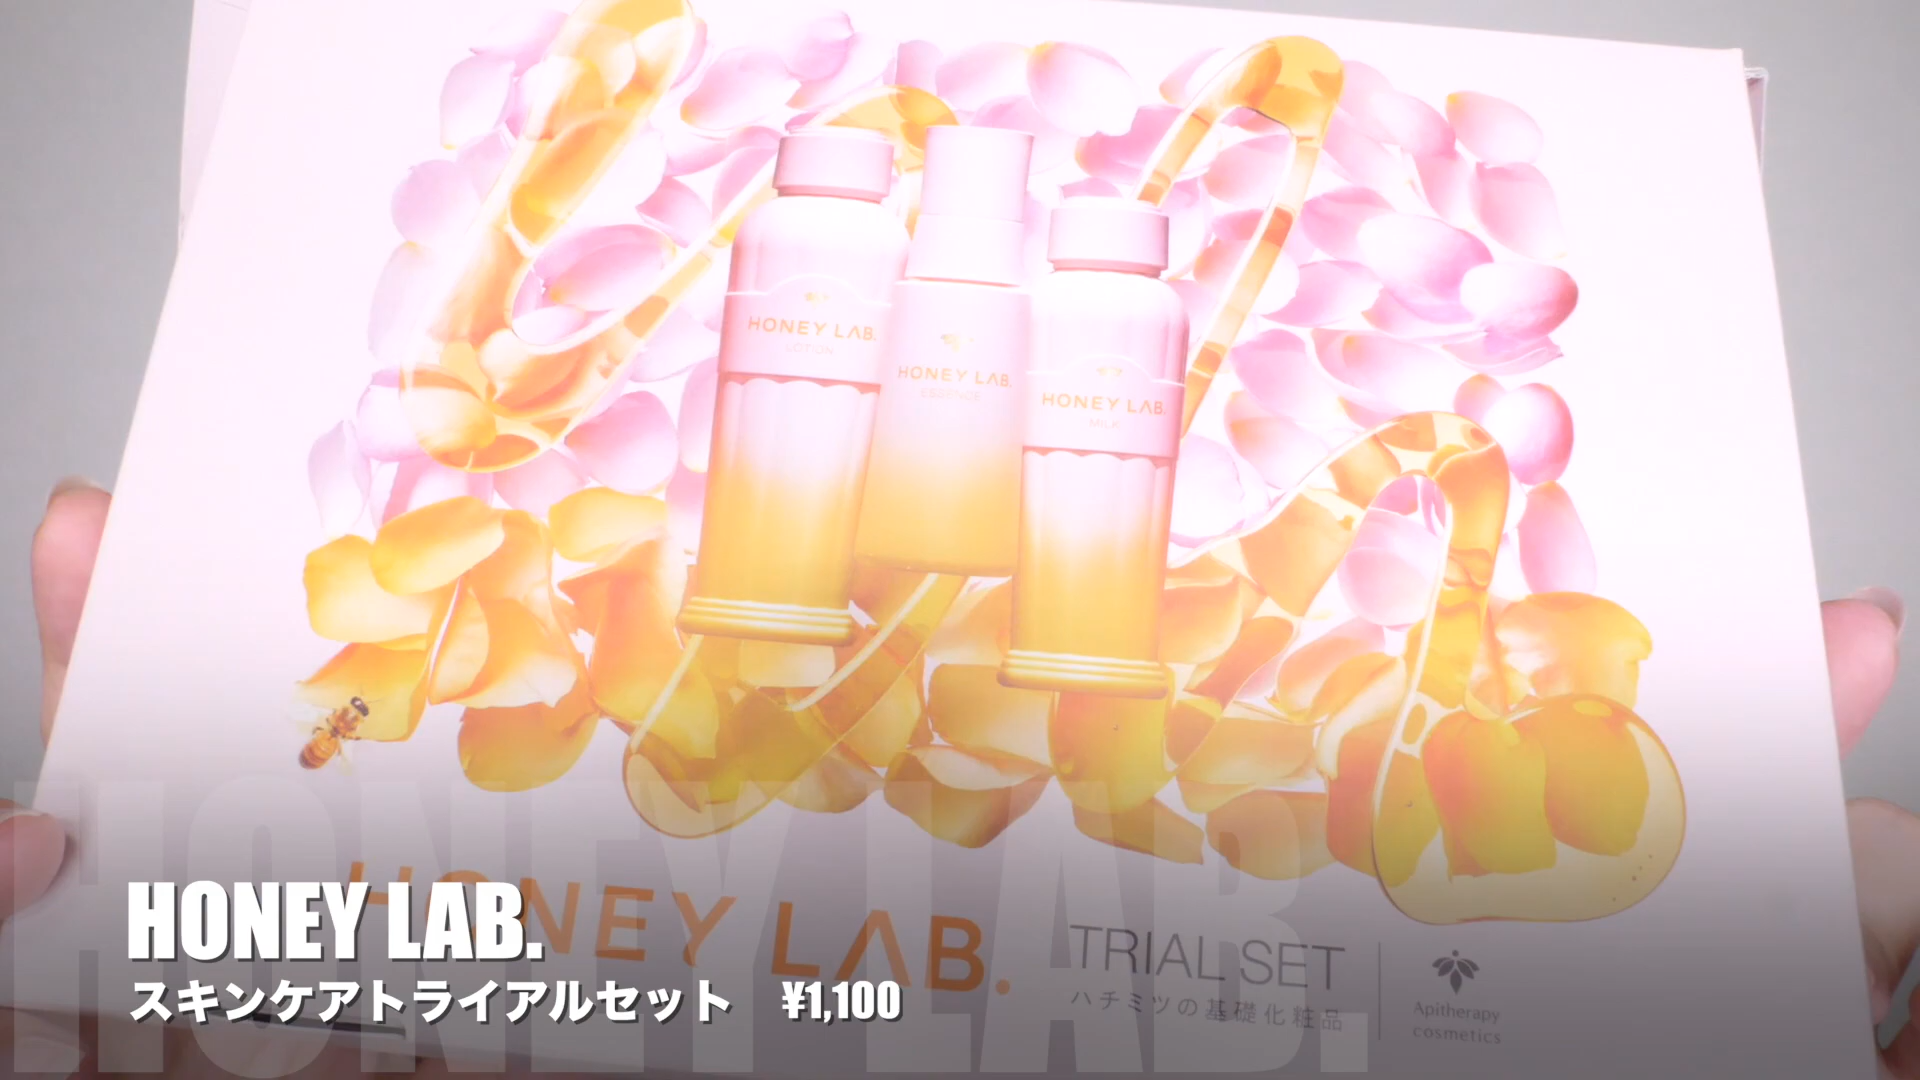 HONEY LAB.
LOTION
HONEY LAB.
ESSENCE
HONEY LAB.
MILK
HONEY LAB.
HONEY LAB.
TRIAL SET
ハチミツの基礎化粧品
Apitherapy
cosmetics
HONEY LAB.
スキンケアトライアルセット ¥1,100